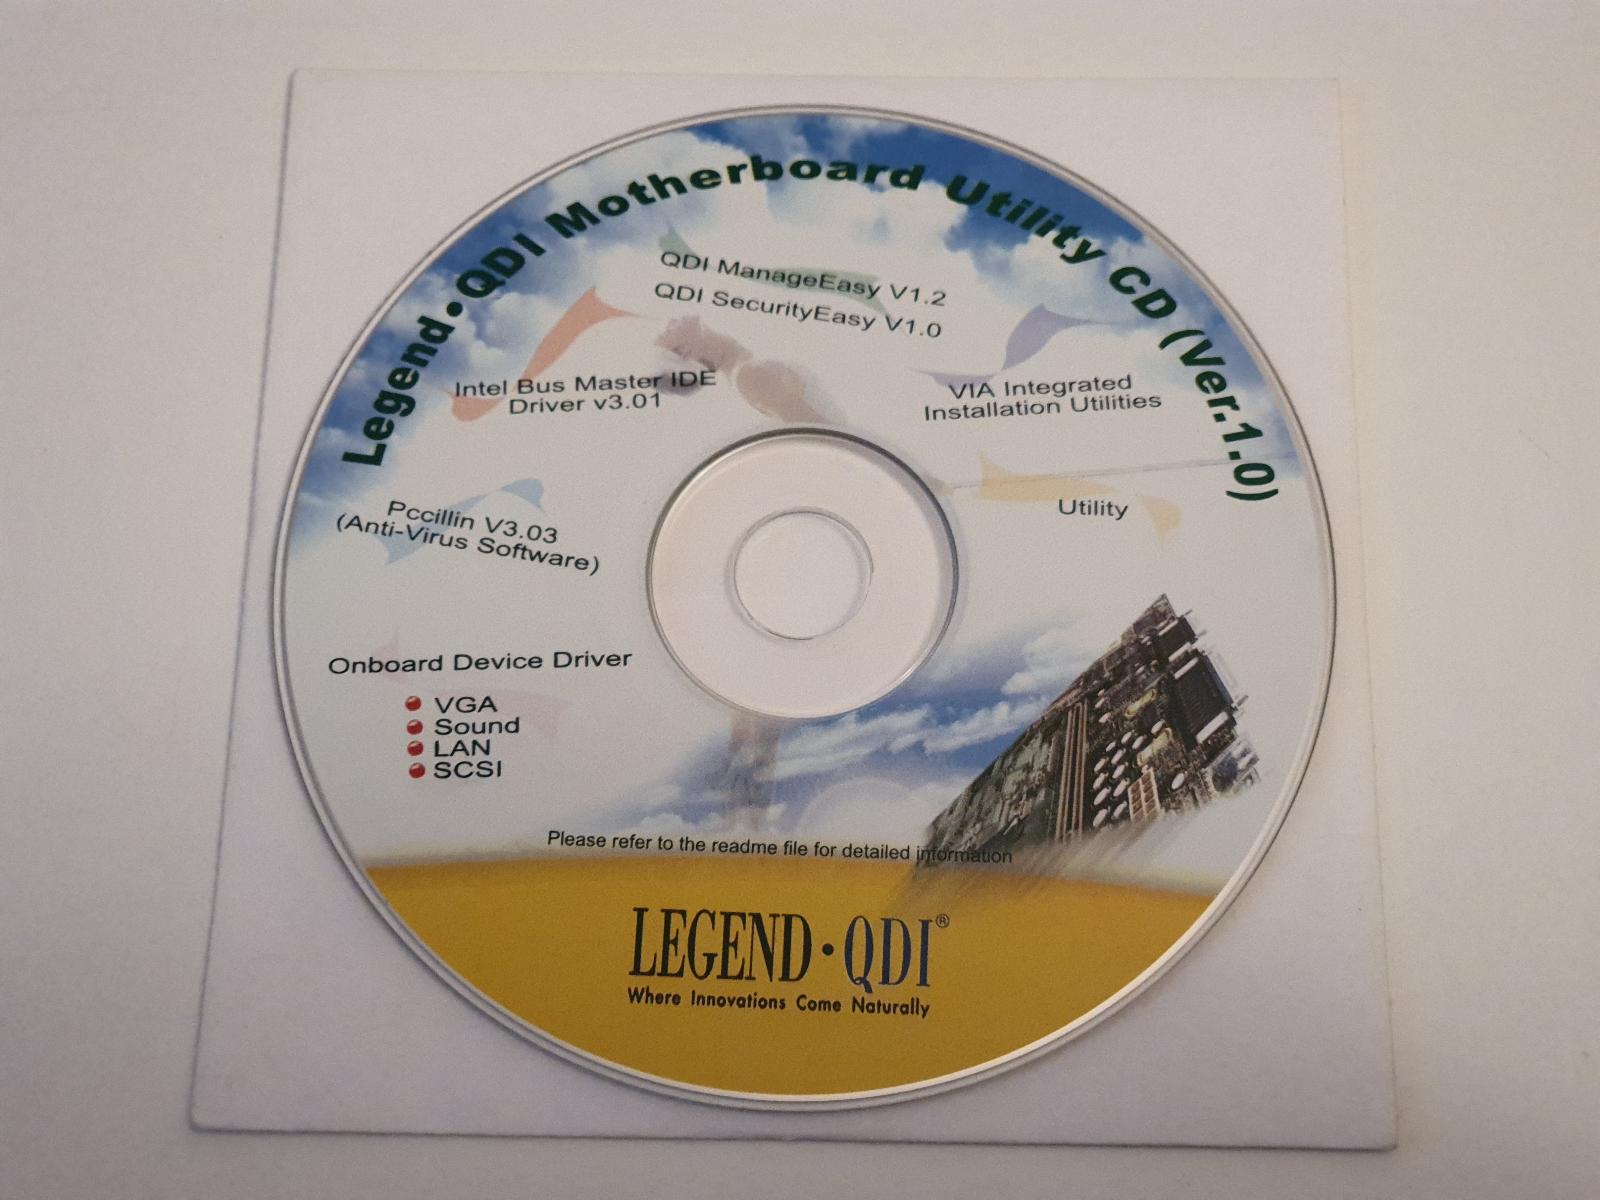 Legend·QDI Motherboard Utility CD (Ver.1.0)
QDI ManageEasy V1.2
QDI SecurityEasy V1.0
Intel Bus Master IDE
Driver v3.01
VIA Integrated
Installation Utilities
Pccillin V3.03
(Anti-Virus Software)
Utility
Onboard Device Driver
VGA
Sound
LAN
SCSI
Please refer to the readme file for detailed information
LEGEND·QDI®
Where Innovations Come Naturally